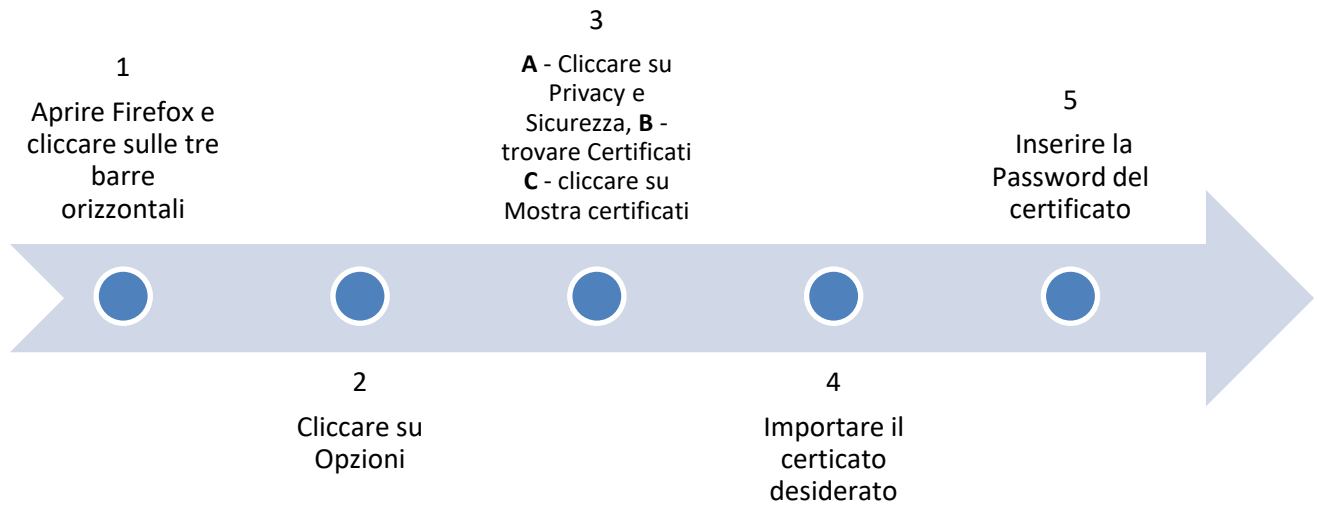 1
Aprire Firefox e
cliccare sulle tre
barre
orizzontali
2
Cliccare su
Opzioni
3
A - Cliccare su
Privacy e
Sicurezza, B -
trovare Certificati
C - cliccare su
Mostra certificati
4
Importare il
certicato
desiderato
5
Inserire la
Password del
certificato